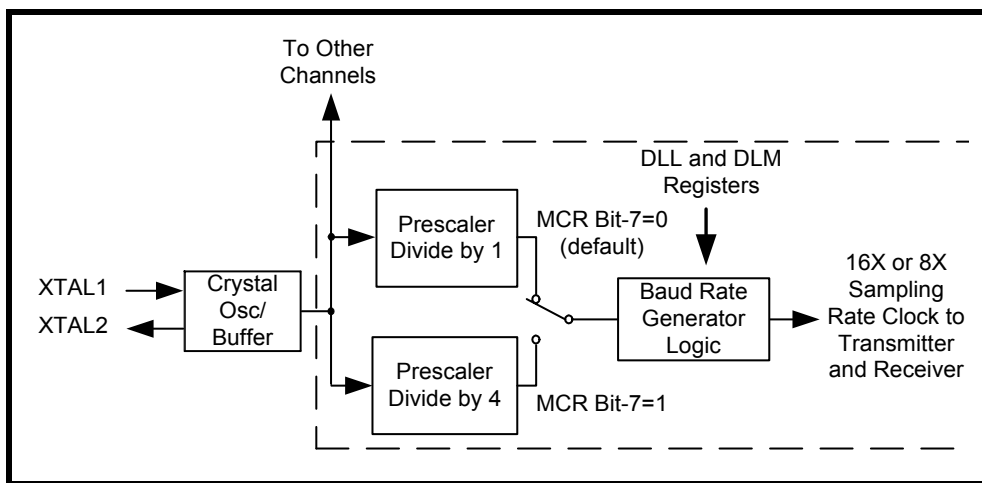 To Other
Channels
DLL and DLM
Registers
Prescaler
Divide by 1
MCR Bit-7=0
(default)
16X or 8X
Sampling
Rate Clock to
Transmitter
and Receiver
XTAL1
XTAL2
Crystal
Osc/
Buffer
Baud Rate
Generator
Logic
Prescaler
Divide by 4
MCR Bit-7=1